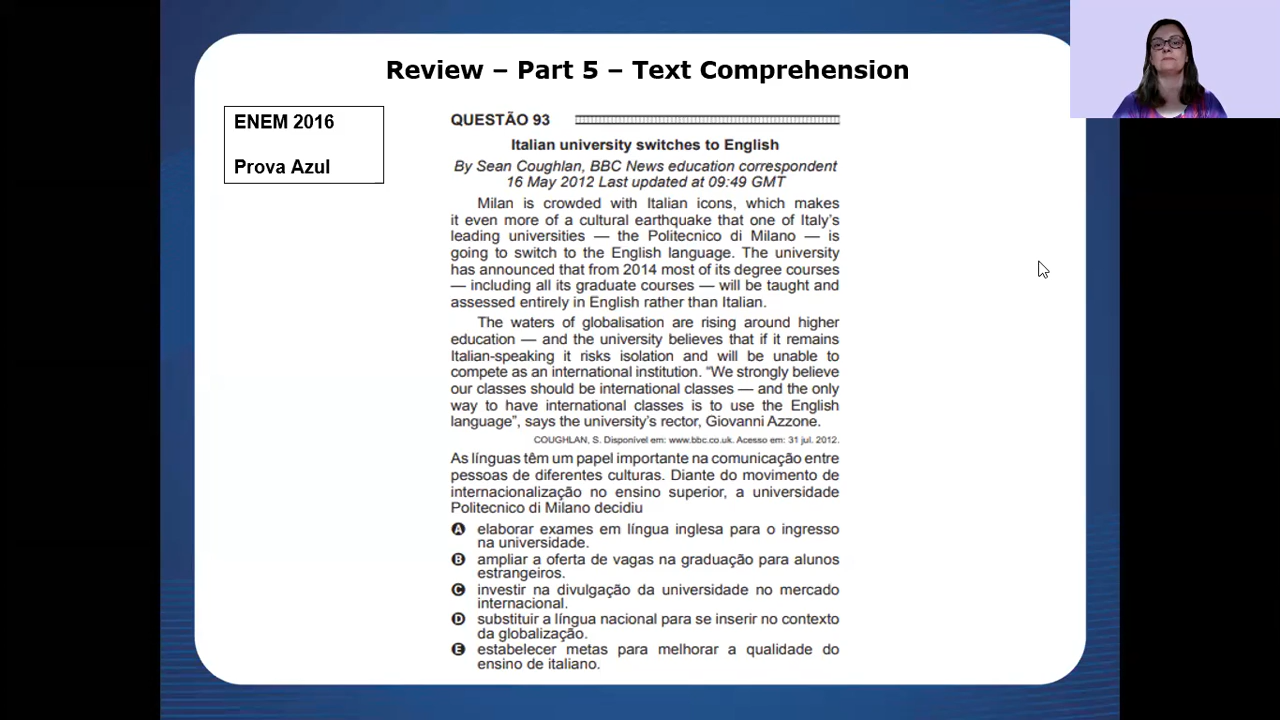 Review – Part 5 – Text Comprehension
ENEM 2016
Prova Azul
QUESTÃO 93
Italian university switches to English
By Sean Coughlan, BBC News education correspondent
16 May 2012 Last updated at 09:49 GMT
Milan is crowded with Italian icons, which makes
it even more of a cultural earthquake that one of Italy's
leading universities — the Politecnico di Milano — is
going to switch to the English language. The university
has announced that from 2014 most of its degree courses
— including all its graduate courses — will be taught and
assessed entirely in English rather than Italian.
The waters of globalisation are rising around higher
education — and the university believes that if it remains
Italian-speaking it risks isolation and will be unable to
compete as an international institution. “We strongly believe
our classes should be international classes — and the only
way to have international classes is to use the English
language”, says the university's rector, Giovanni Azzone.
COUGHLAN, S. Disponível em: www.bbc.co.uk. Acesso em: 31 jul. 2012.
As línguas têm um papel importante na comunicação entre
pessoas de diferentes culturas. Diante do movimento de
internacionalização no ensino superior, a universidade
Politecnico di Milano decidiu
A elaborar exames em língua inglesa para o ingresso
na universidade.
B ampliar a oferta de vagas na graduação para alunos
estrangeiros.
C investir na divulgação da universidade no mercado
internacional.
D substituir a língua nacional para se inserir no contexto
da globalização.
E estabelecer metas para melhorar a qualidade do
ensino de italiano.